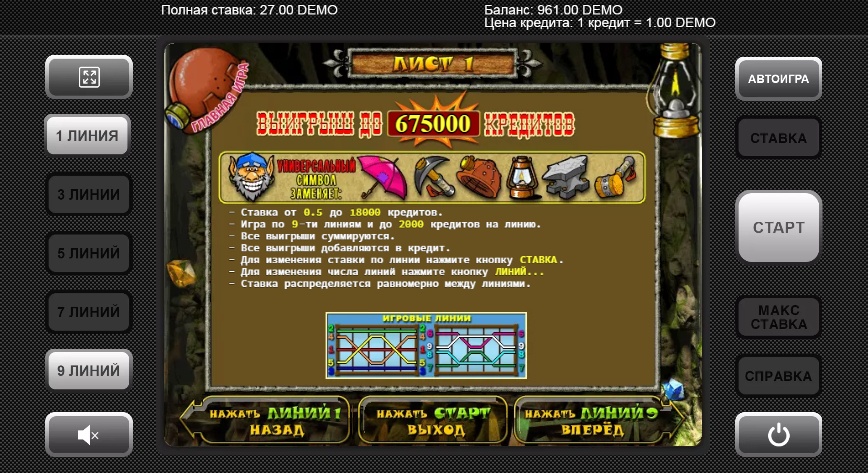 Полная ставка: 27.00 DEMO
Баланс: 961.00 DEMO
Цена кредита: 1 кредит = 1.00 DEMO
1 ЛИНИЯ
3 ЛИНИИ
5 ЛИНИЙ
7 ЛИНИЙ
9 ЛИНИЙ
ЛИСТ 1
ГЛАВНАЯ ИГРА
ВЫИГРЫШ ДО 675000 КРЕДИТОВ
УНИВЕРСАЛЬНЫЙ
СИМВОЛ
ЗАМЕНЯЕТ:
- Ставка от 0.5 до 18000 кредитов.
- Игра по 9-ти линиям и до 2000 кредитов на линию.
- Все выигрыши суммируются.
- Все выигрыши добавляются в кредит.
- Для изменения ставки по линии нажмите кнопку СТАВКА.
- Для изменения числа линий нажмите кнопку ЛИНИЙ...
- Ставка распределяется равномерно между линиями.
ИГРОВЫЕ ЛИНИИ
НАЖАТЬ ЛИНИЙ 1
НАЗАД
НАЖАТЬ СТАРТ
ВЫХОД
НАЖАТЬ ЛИНИЙ 9
ВПЕРЁД
АВТОИГРА
СТАВКА
СТАРТ
МАКС
СТАВКА
СПРАВКА